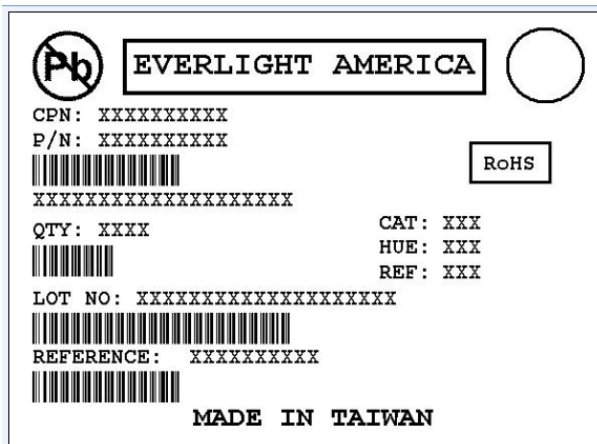 Pb
EVERLIGHT AMERICA
CPN: XXXXXXXXXX
P/N: XXXXXXXXXX
RoHS
XXXXXXXXXXXXXXXXXXXX
QTY: XXXX
CAT: XXX
HUE: XXX
REF: XXX
LOT NO: XXXXXXXXXXXXXXXXXXXX
REFERENCE: XXXXXXXXXX
MADE IN TAIWAN